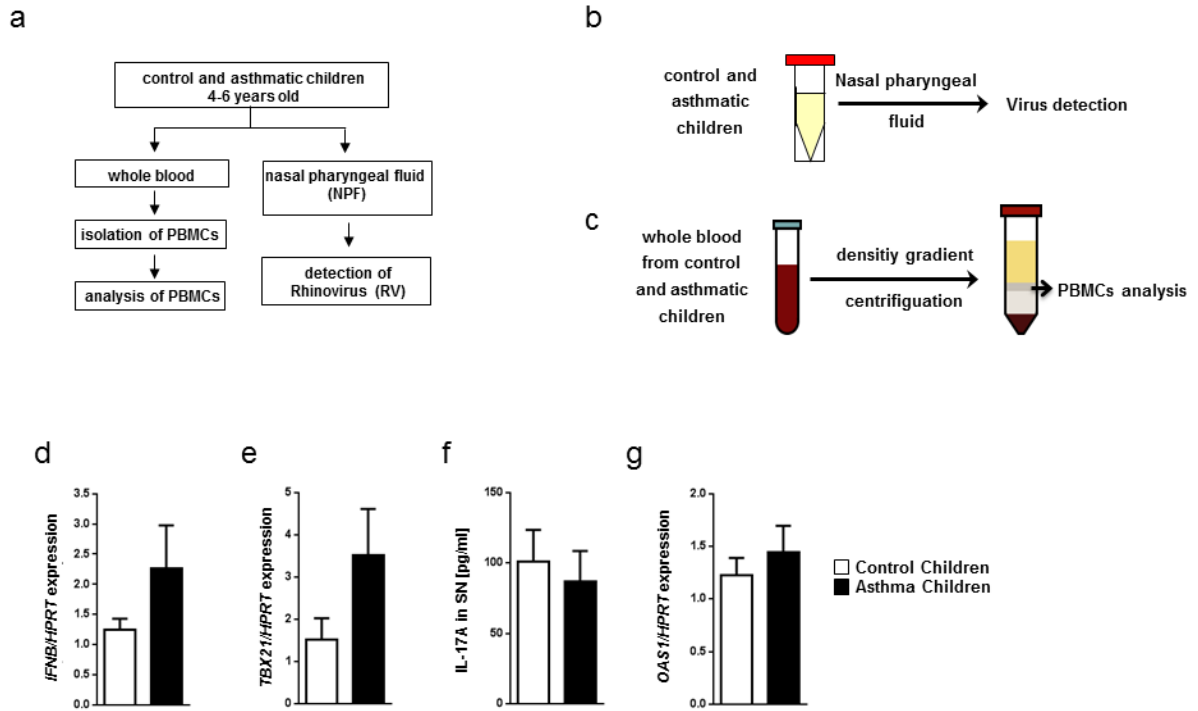 a
control and asthmatic children
4-6 years old
whole blood
nasal pharyngeal fluid
(NPF)
isolation of PBMCs
detection of
Rhinovirus (RV)
analysis of PBMCs
b
control and
asthmatic
children
Nasal pharyngeal
fluid
Virus detection
c
whole blood
from control
and asthmatic
children
densitiy gradient
centrifiguation
PBMCs analysis
d
IFNB/HPRT expression
3.5
3.0
2.5
2.0
1.5
1.0
0.5
0.0
e
TBX21/HPRT expression
5
4
3
2
1
0
f
IL-17A in SN [pg/ml]
150
100
50
0
g
OAS1/HPRT expression
2.0
1.5
1.0
0.5
0.0
Control Children
Asthma Children